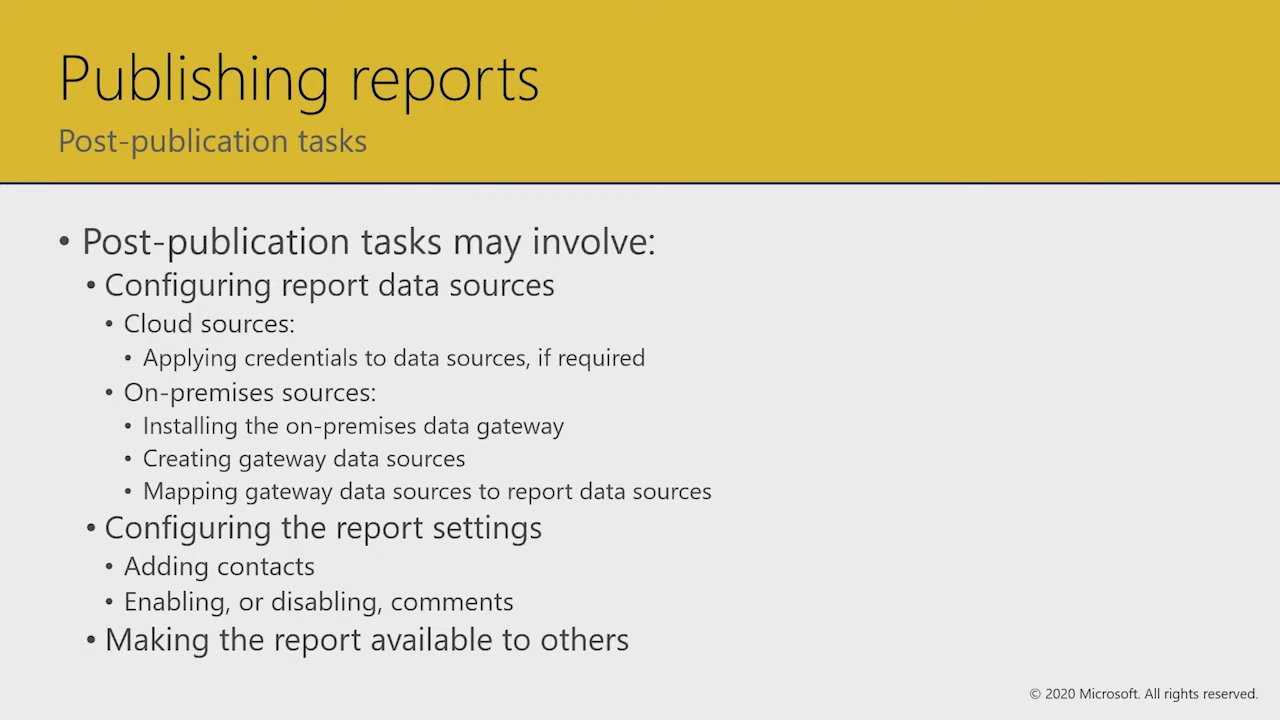 Publishing reports
Post-publication tasks
• Post-publication tasks may involve:
• Configuring report data sources
• Cloud sources:
• Applying credentials to data sources, if required
• On-premises sources:
• Installing the on-premises data gateway
• Creating gateway data sources
• Mapping gateway data sources to report data sources
• Configuring the report settings
• Adding contacts
• Enabling, or disabling, comments
• Making the report available to others
© 2020 Microsoft. All rights reserved.